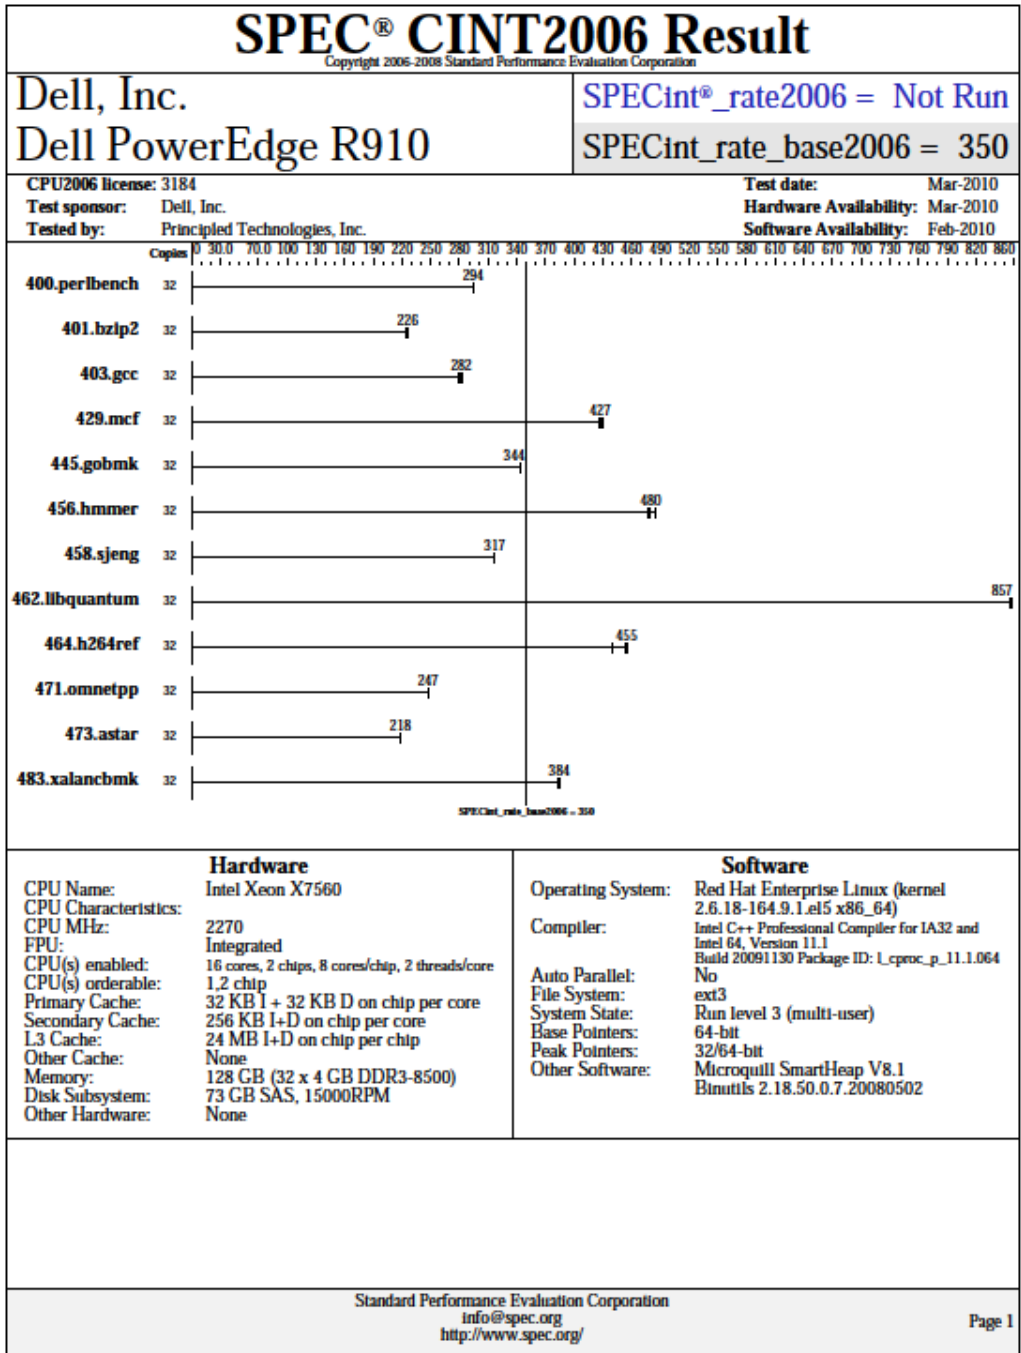 SPEC® CINT2006 Result
Copyright 2006-2008 Standard Performance Evaluation Corporation
Dell, Inc.
Dell PowerEdge R910
SPECint®_rate2006 = Not Run
SPECint_rate_base2006 = 350
CPU2006 license: 3184
Test sponsor: Dell, Inc.
Tested by: Principled Technologies, Inc.
Test date: Mar-2010
Hardware Availability: Mar-2010
Software Availability: Feb-2010
Copies 0 30.0 70.0 100 130 160 190 220 250 280 310 340 370 400 430 460 490 520 550 580 610 640 670 700 730 760 790 820 860
400.perlbench 32 294
401.bzip2 32 226
403.gcc 32 282
429.mcf 32 427
445.gobmk 32 344
456.hmmer 32 480
458.sjeng 32 317
462.libquantum 32 857
464.h264ref 32 455
471.omnetpp 32 247
473.astar 32 218
483.xalancbmk 32 384
SPECint_rate_base2006 = 350
Hardware
CPU Name: Intel Xeon X7560
CPU Characteristics:
CPU MHz: 2270
FPU: Integrated
CPU(s) enabled: 16 cores, 2 chips, 8 cores/chip, 2 threads/core
CPU(s) orderable: 1,2 chip
Primary Cache: 32 KB I + 32 KB D on chip per core
Secondary Cache: 256 KB I+D on chip per core
L3 Cache: 24 MB I+D on chip per chip
Other Cache: None
Memory: 128 GB (32 x 4 GB DDR3-8500)
Disk Subsystem: 73 GB SAS, 15000RPM
Other Hardware: None
Software
Operating System: Red Hat Enterprise Linux (kernel
2.6.18-164.9.1.el5 x86_64)
Compiler: Intel C++ Professional Compiler for IA32 and
Intel 64, Version 11.1
Build 20091130 Package ID: l_cproc_p_11.1.064
Auto Parallel: No
File System: ext3
System State: Run level 3 (multi-user)
Base Pointers: 64-bit
Peak Pointers: 32/64-bit
Other Software: Microquill SmartHeap V8.1
Binutils 2.18.50.0.7.20080502
Standard Performance Evaluation Corporation
info@spec.org
http://www.spec.org/
Page 1